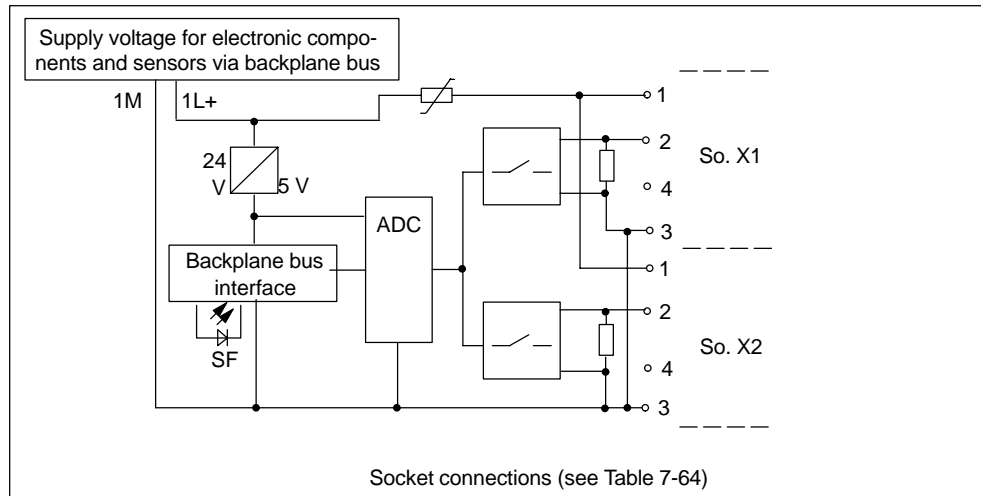 Supply voltage for electronic compo-
nents and sensors via backplane bus
1M
1L+
24
V
5 V
ADC
Backplane bus
interface
SF
1
2
4
3
So. X1
1
2
4
3
So. X2
Socket connections (see Table 7-64)